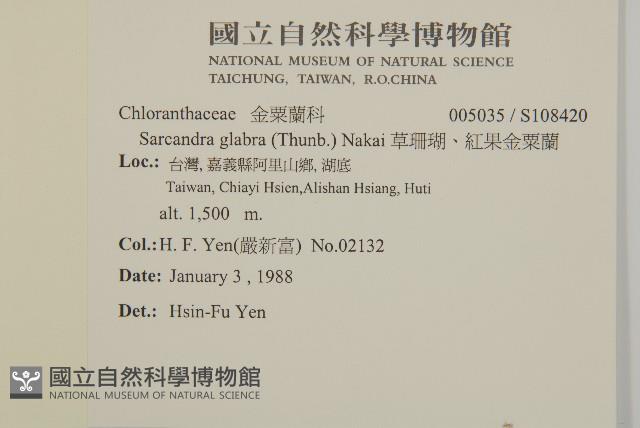 國立自然科學博物館
NATIONAL MUSEUM OF NATURAL SCIENCE
TAICHUNG, TAIWAN, R.O.CHINA
Chloranthaceae 金粟蘭科 005035 / S108420
Sarcandra glabra (Thunb.) Nakai 草珊瑚、紅果金粟蘭
Loc.: 台灣, 嘉義縣阿里山鄉, 湖底
Taiwan, Chiayi Hsien,Alishan Hsiang, Huti
alt. 1,500 m.
Col.: H. F. Yen(嚴新富) No.02132
Date: January 3 , 1988
Det.: Hsin-Fu Yen
國立自然科學博物館
NATIONAL MUSEUM OF NATURAL SCIENCE